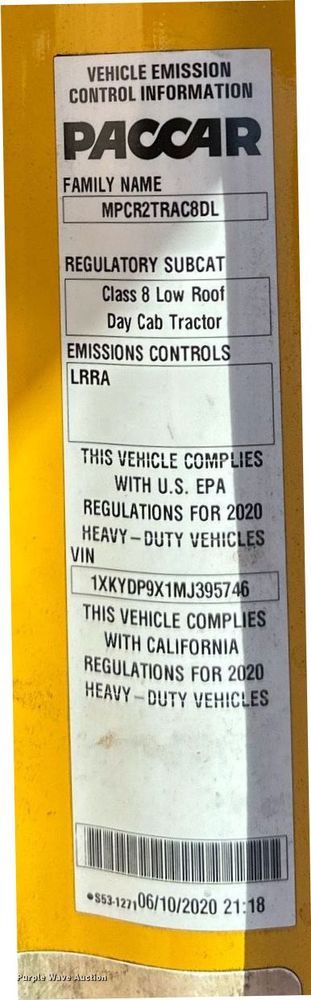 VEHICLE EMISSION
CONTROL INFORMATION
PACCAR
FAMILY NAME
MPCR2TRAC8DL
REGULATORY SUBCAT
Class 8 Low Roof
Day Cab Tractor
EMISSIONS CONTROLS
LRRA
THIS VEHICLE COMPLIES
WITH U.S. EPA
REGULATIONS FOR 2020
HEAVY-DUTY VEHICLES
VIN
1XKYDP9X1MJ395746
THIS VEHICLE COMPLIES
WITH CALIFORNIA
REGULATIONS FOR 2020
HEAVY-DUTY VEHICLES
S53-1271 06/10/2020 21:18
Purple Wave Auction